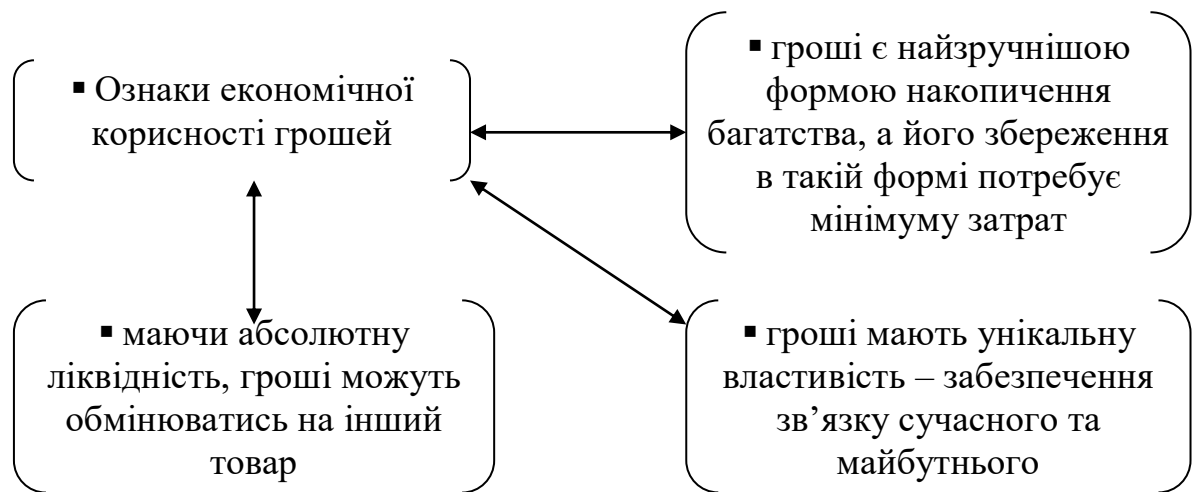 ▪ Ознаки економічної
корисності грошей
▪ гроші є найзручнішою
формою накопичення
багатства, а його збереження
в такій формі потребує
мінімуму затрат
▪ маючи абсолютну
ліквідність, гроші можуть
обмінюватись на інший
товар
▪ гроші мають унікальну
властивість – забезпечення
зв’язку сучасного та
майбутнього